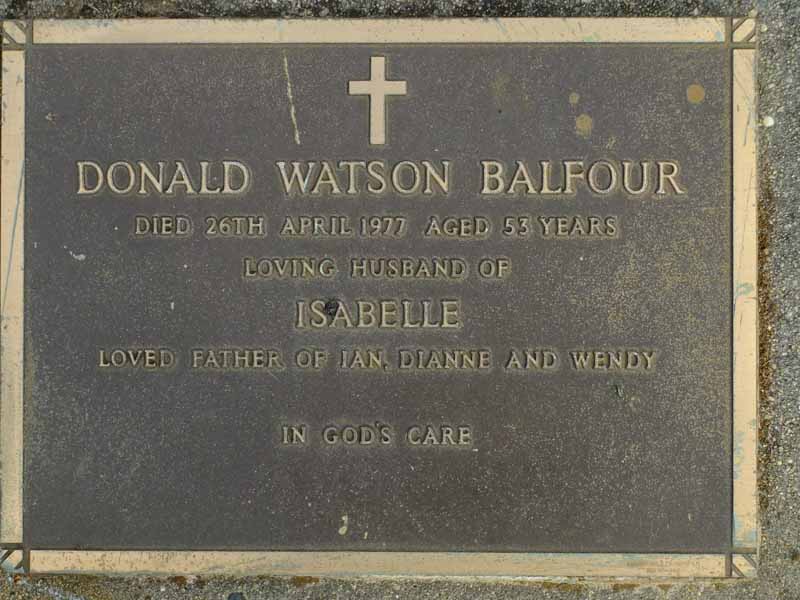 DONALD WATSON BALFOUR
DIED 26TH APRIL 1977 AGED 53 YEARS
LOVING HUSBAND OF
ISABELLE
LOVED FATHER OF IAN, DIANNE AND WENDY
IN GOD'S CARE